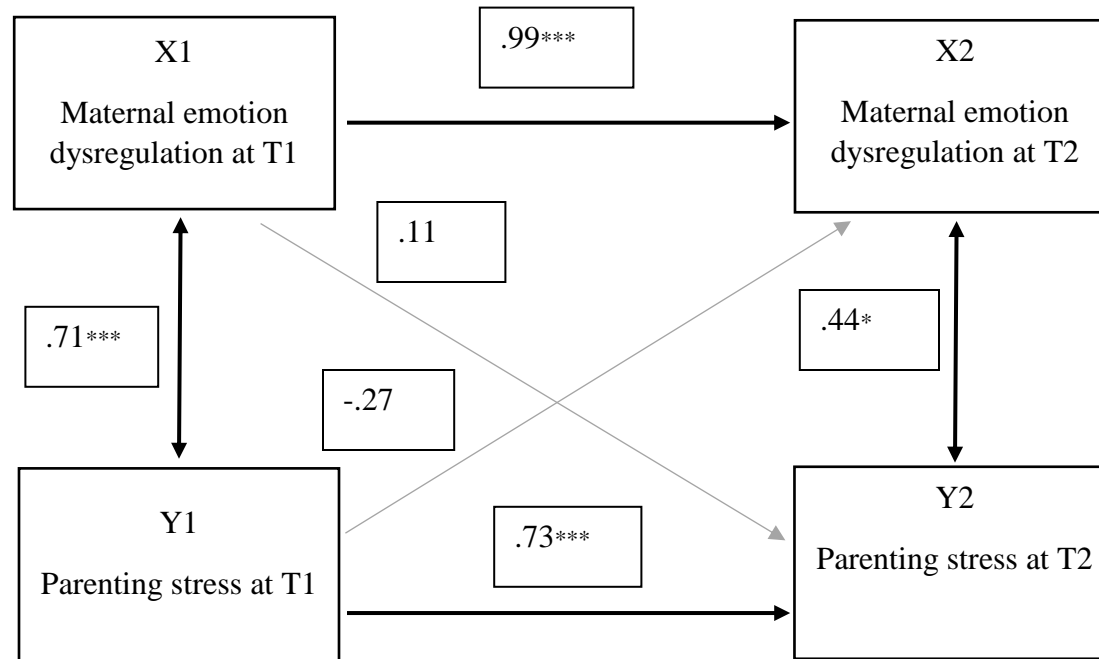 X1
Maternal emotion
dysregulation at T1
.99***
X2
Maternal emotion
dysregulation at T2
.11
.71***
.44*
-.27
Y1
Parenting stress at T1
.73***
Y2
Parenting stress at T2